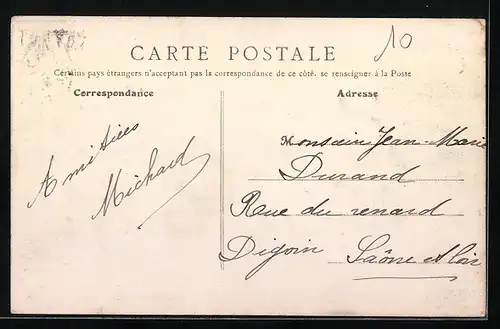 10
CARTE POSTALE
Certains pays étrangers n'acceptant pas la correspondance de ce côté, se renseigner à la Poste
Correspondance
Adresse
Amitiés
Michard
Monsieur Jean-Marie
Durand
Rue du renard
Digoin Saône et Loir